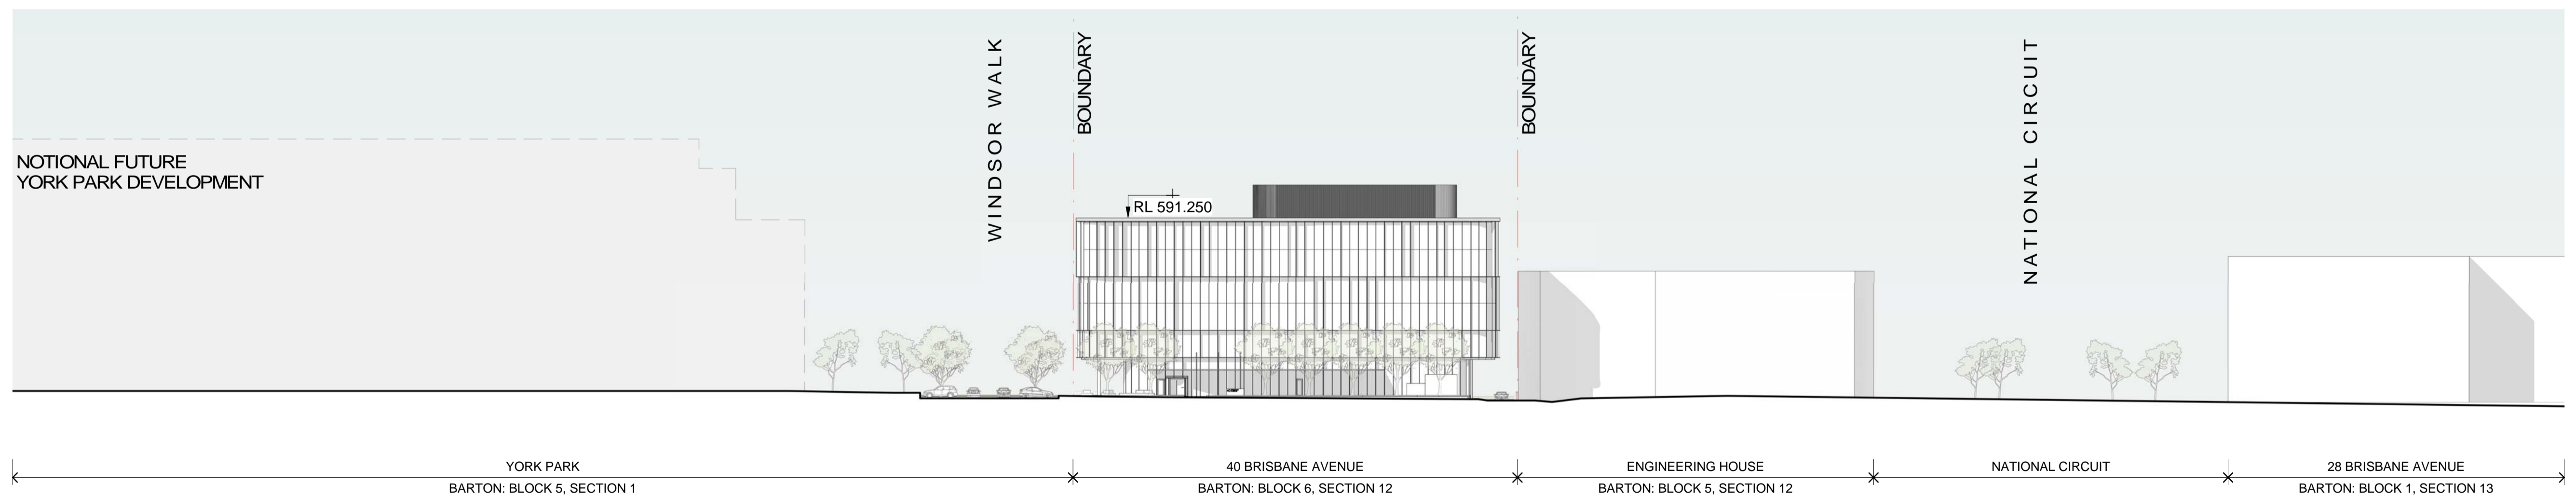 NOTIONAL FUTURE
YORK PARK DEVELOPMENT
WINDSOR WALK
BOUNDARY
RL 591.250
BOUNDARY
NATIONAL CIRCUIT
YORK PARK
BARTON: BLOCK 5, SECTION 1
40 BRISBANE AVENUE
BARTON: BLOCK 6, SECTION 12
ENGINEERING HOUSE
BARTON: BLOCK 5, SECTION 12
NATIONAL CIRCUIT
28 BRISBANE AVENUE
BARTON: BLOCK 1, SECTION 13